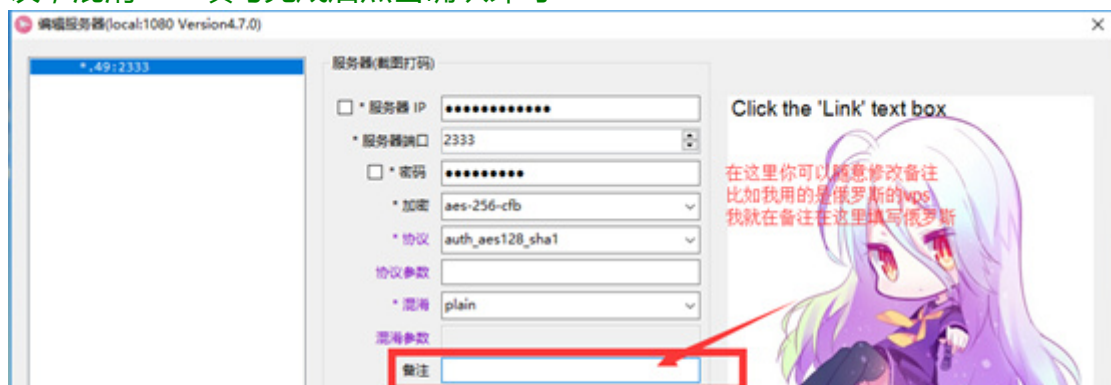 编辑服务器(local:1080 Version4.7.0)
*.49:2333
服务器(截图打码)
* 服务器 IP ●●●●●●●●●●●●
* 服务器端口 2333
* 密码 ●●●●●●●●●
* 加密 aes-256-cfb
* 协议 auth_aes128_sha1
协议参数
* 混淆 plain
混淆参数
备注
Click the 'Link' text box
在这里你可以随意修改备注
比如我用的是俄罗斯的vps
我就在备注在这里填写俄罗斯